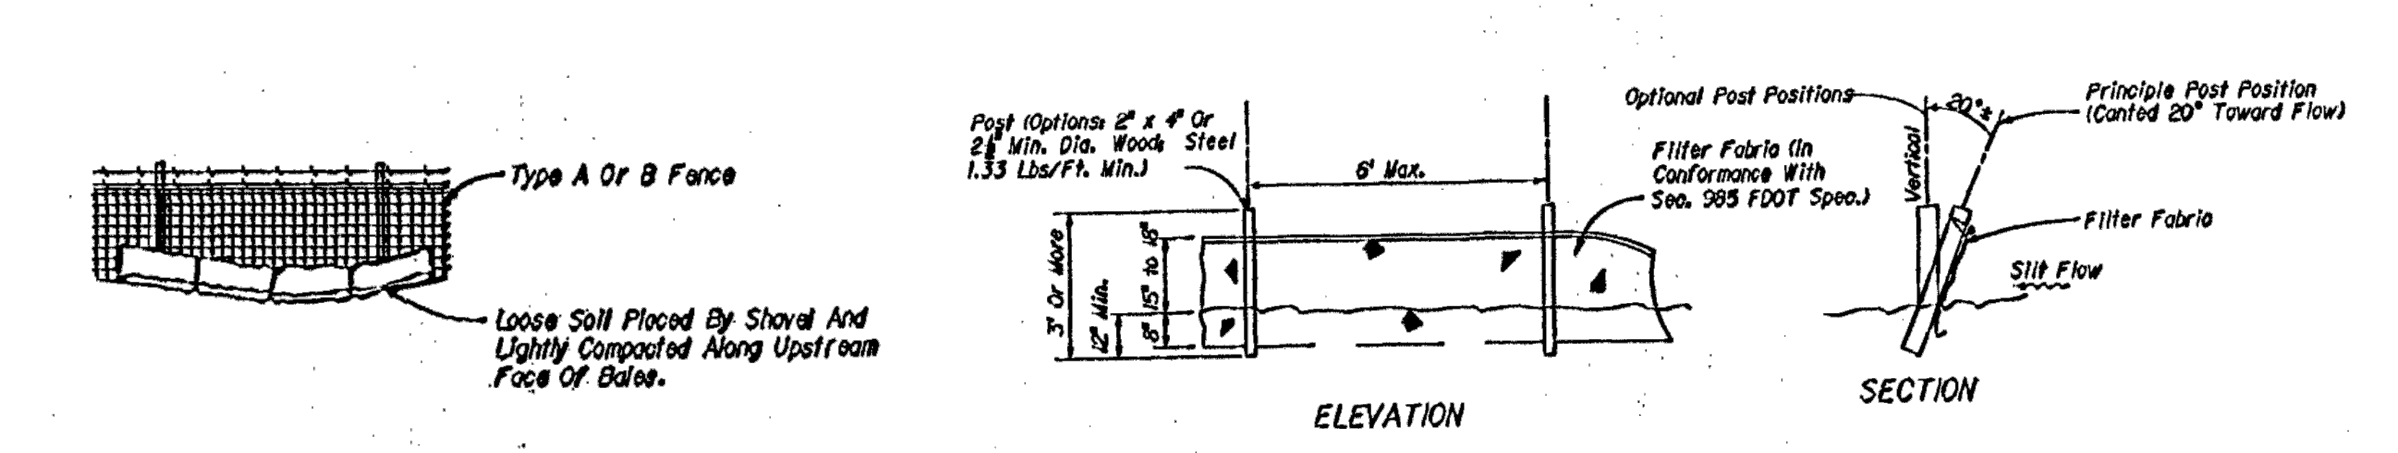 Type A Or B Fence
Loose Soil Placed By Shovel And
Lightly Compacted Along Upstream
Face Of Bales.
Post (Options: 2" x 4" Or
Min. Dia. Wood; Steel
1.33 Lbs/Ft. Min.)
6' Max.
Filter Fabric (In
Conformance With
Sec. 985 FDOT Spec.)
3' Or More
12" Min.
15" to 18"
8"
ELEVATION
Optional Post Positions
20°±
Vertical
Principle Post Position
(Canted 20° Toward Flow)
Filter Fabric
Silt Flow
SECTION